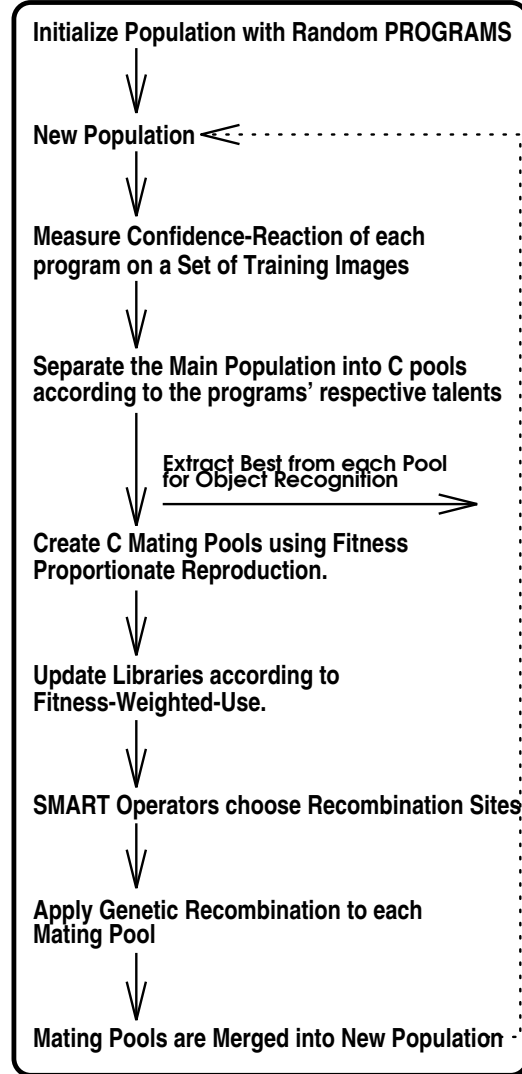 Initialize Population with Random PROGRAMS
New Population
Measure Confidence-Reaction of each
program on a Set of Training Images
Separate the Main Population into C pools
according to the programs' respective talents
Extract Best from each Pool
for Object Recognition
Create C Mating Pools using Fitness
Proportionate Reproduction.
Update Libraries according to
Fitness-Weighted-Use.
SMART Operators choose Recombination Sites
Apply Genetic Recombination to each
Mating Pool
Mating Pools are Merged into New Population